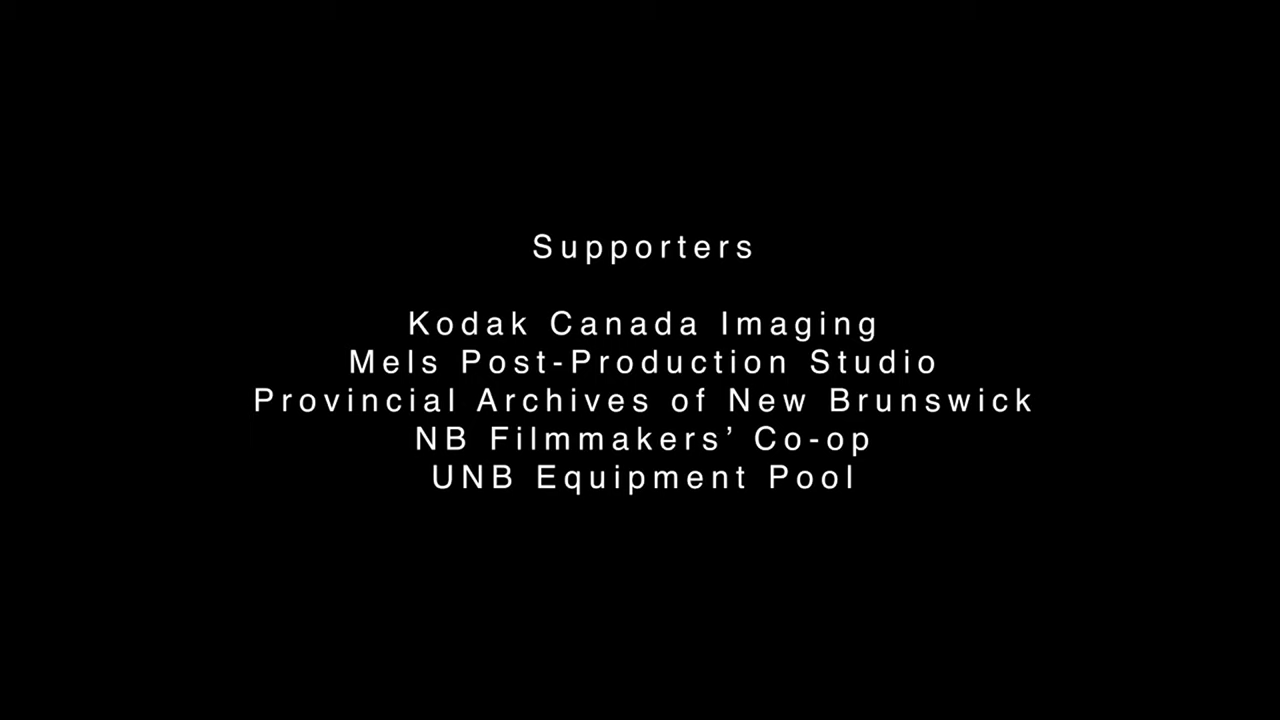 Supporters
Kodak Canada Imaging
Mels Post-Production Studio
Provincial Archives of New Brunswick
NB Filmmakers’ Co-op
UNB Equipment Pool